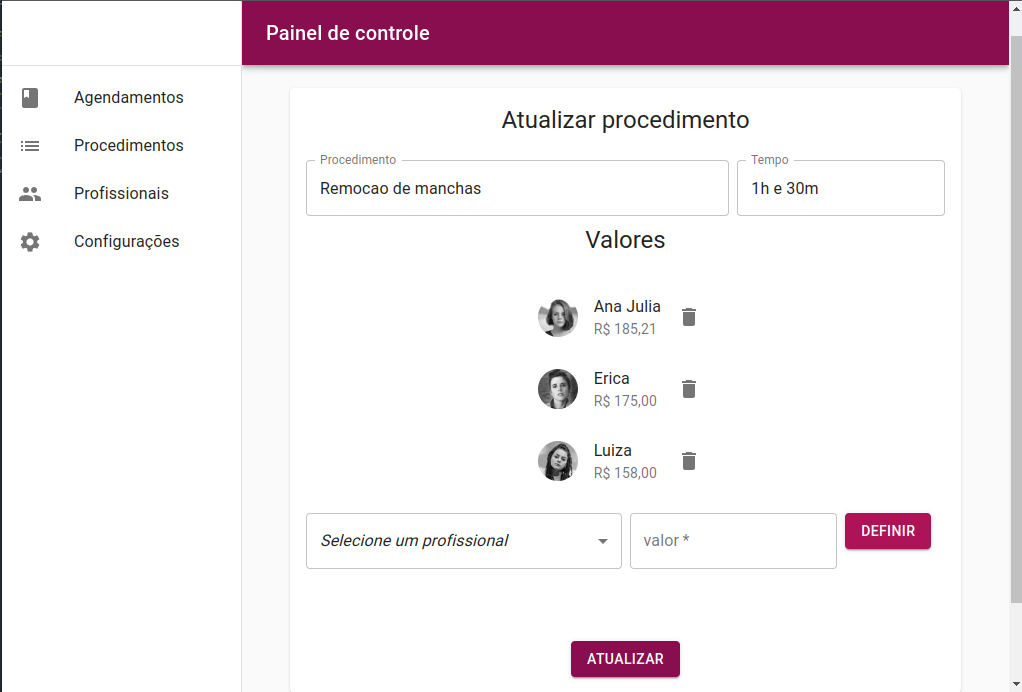 Painel de controle
Agendamentos
Procedimentos
Profissionais
Configurações
Atualizar procedimento
Procedimento
Remocao de manchas
Tempo
1h e 30m
Valores
Ana Julia
R$ 185,21
Erica
R$ 175,00
Luiza
R$ 158,00
Selecione um profissional
valor *
DEFINIR
ATUALIZAR